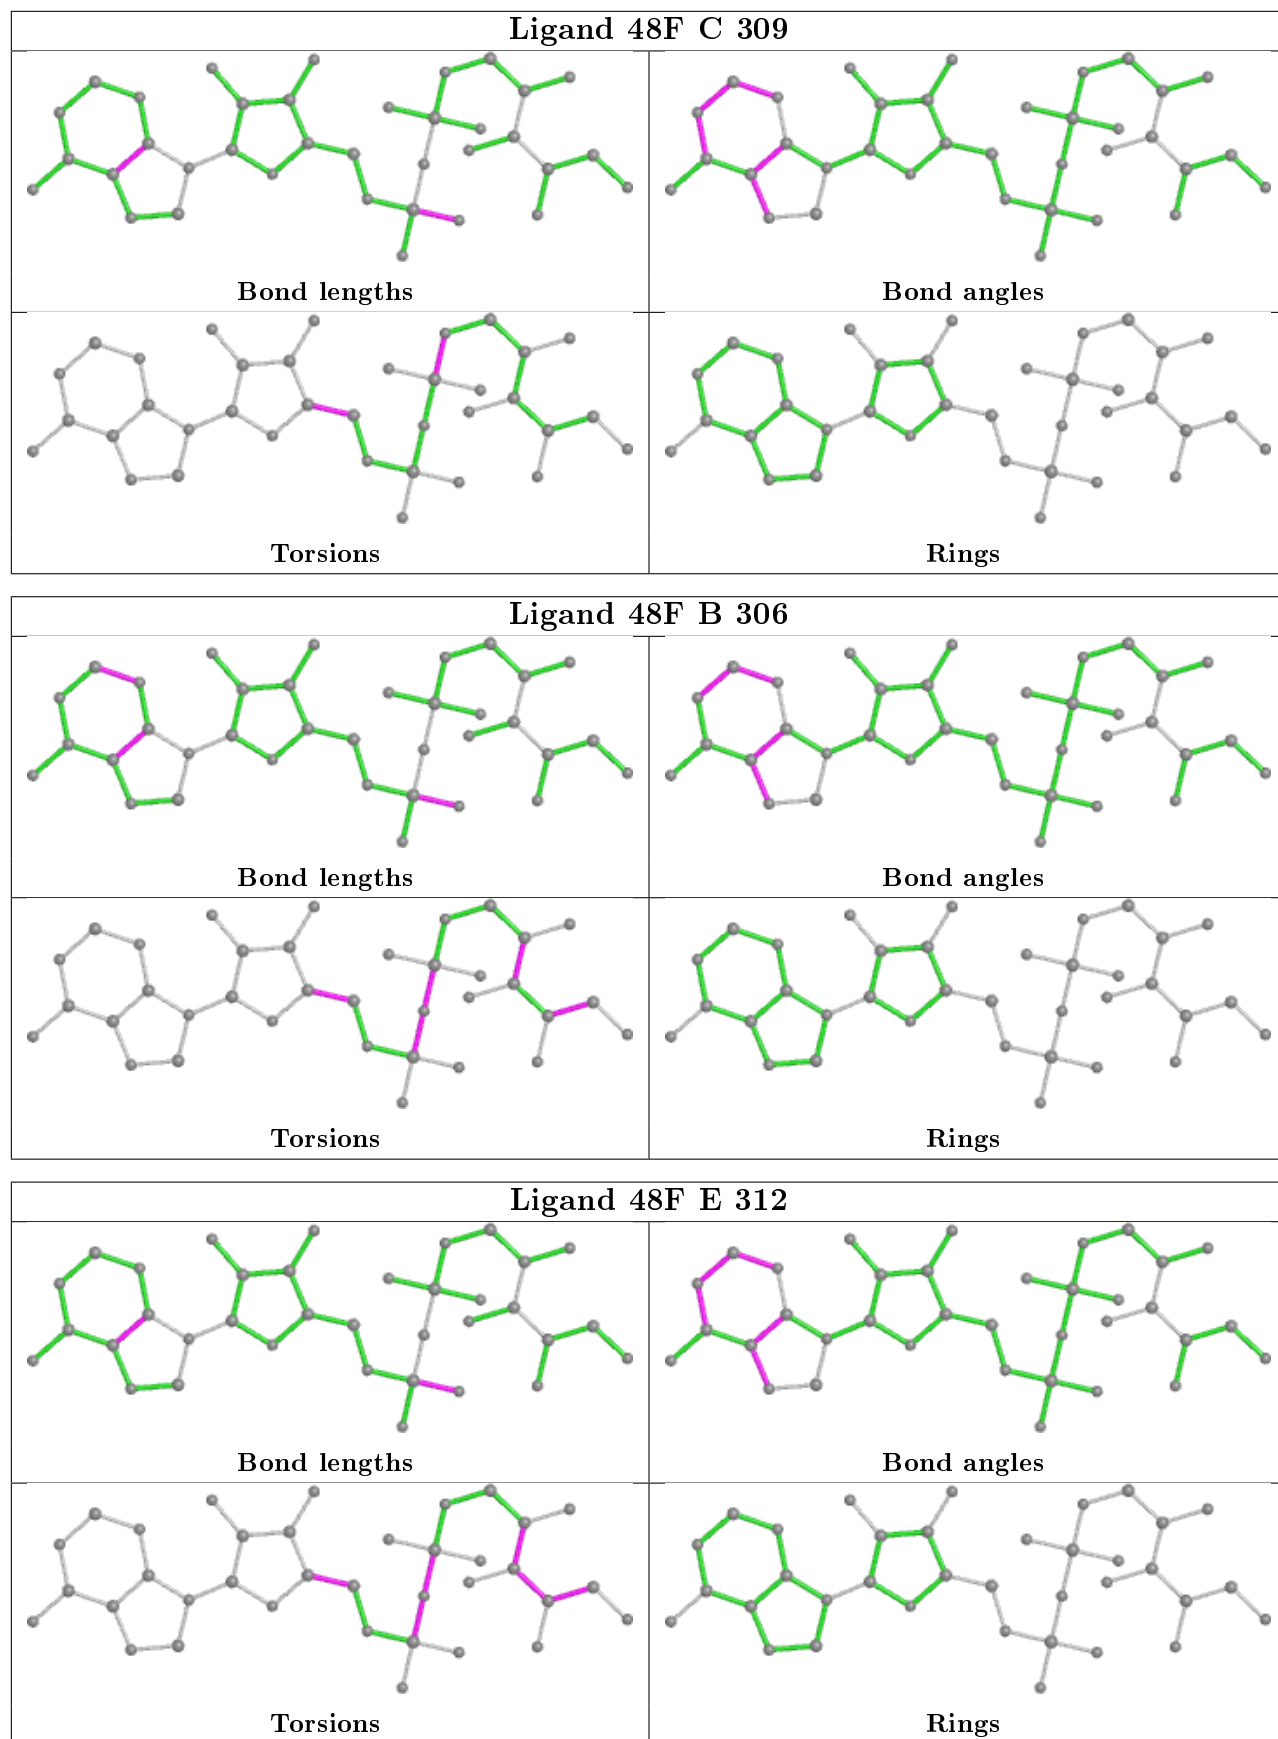 Ligand 48F C 309
Bond lengths
Bond angles
Torsions
Rings
Ligand 48F B 306
Bond lengths
Bond angles
Torsions
Rings
Ligand 48F E 312
Bond lengths
Bond angles
Torsions
Rings